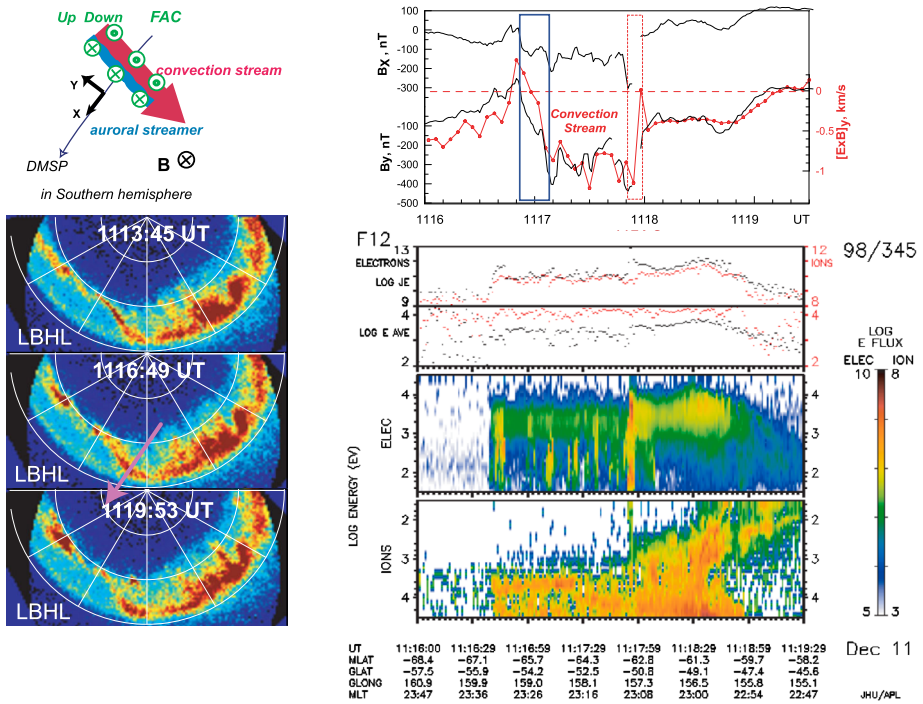 Up Down FAC
convection stream
Y
X
auroral streamer
DMSP
B
in Southern hemisphere
1113:45 UT
LBHL
1116:49 UT
LBHL
1119:53 UT
LBHL
Bx , nT
100
0
-100
-200
-300
By, nT
-100
-200
-300
-400
-500
Convection
Stream
0
-0.5
-1
[ExB]y, km/s
1116 1117 1118 1119 UT
F12
98/345
13 12
ELECTRONS IONS
LOG JE
9 8
4 4
LOG E AVE
2 2
LOG ENERGY (EV)
ELEC
4
3
2
IONS
2
3
4
LOG
E FLUX
ELEC ION
10 8
5 3
UT 11:16:00 11:16:29 11:16:59 11:17:29 11:17:59 11:18:29 11:18:59 11:19:29
MLAT -68.4 -67.1 -65.7 -64.3 -62.8 -61.3 -59.7 -58.2
GLAT -57.5 -55.9 -54.2 -52.5 -50.8 -49.1 -47.4 -45.6
GLONG 160.9 159.9 159.0 158.1 157.3 156.5 155.8 155.1
MLT 23:47 23:36 23:26 23:16 23:08 23:00 22:54 22:47
Dec 11
JHU/APL